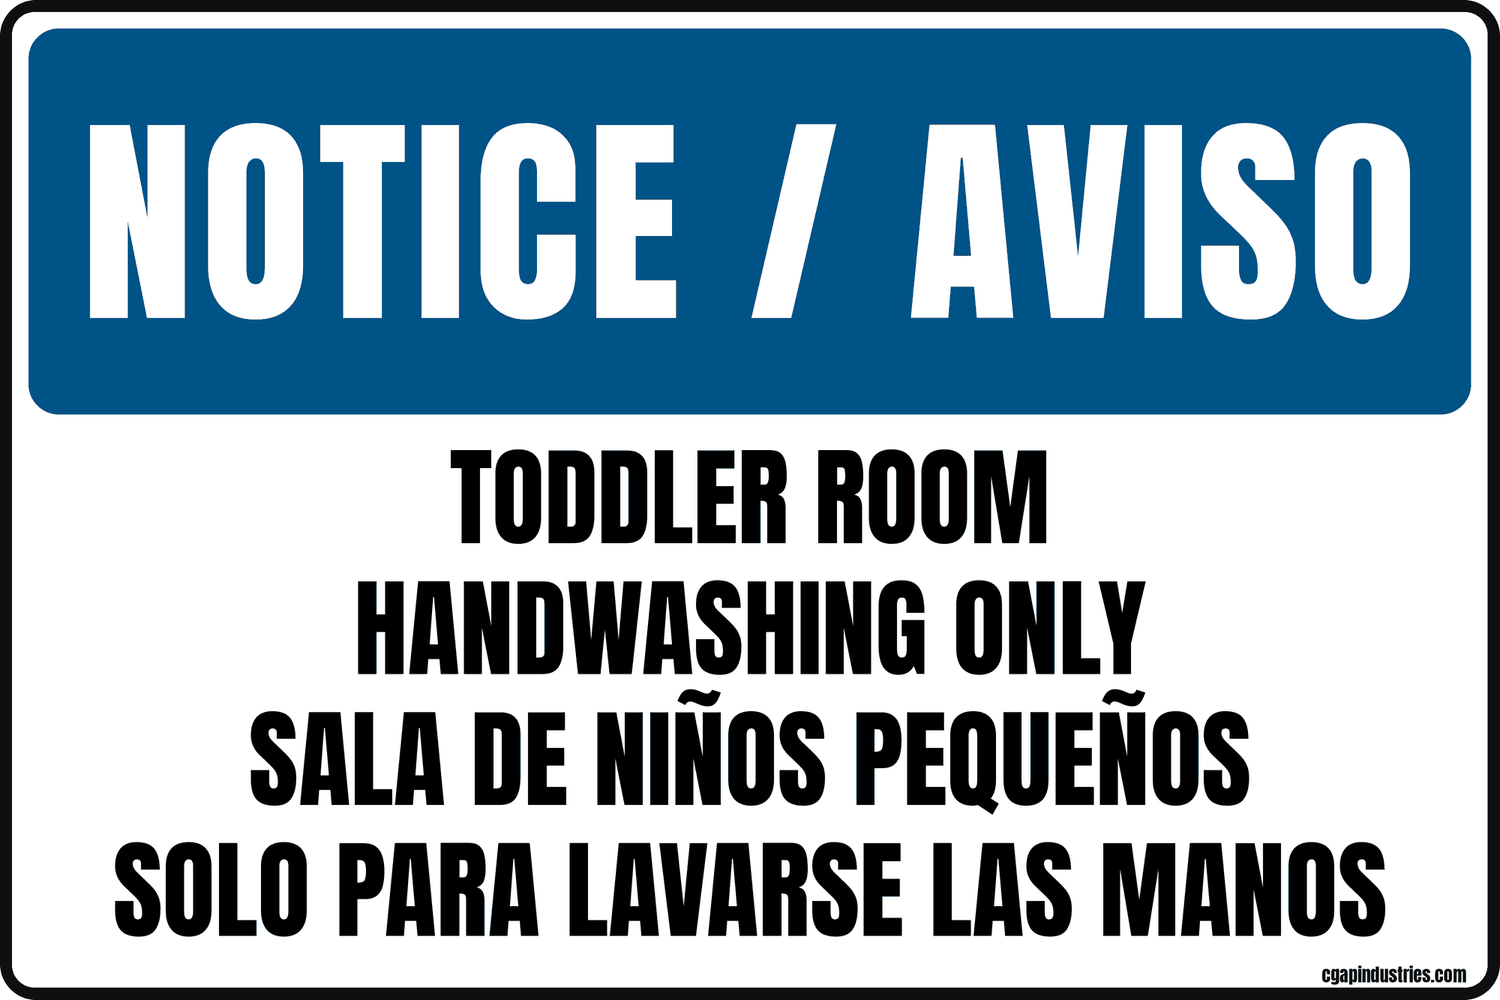 NOTICE / AVISO
TODDLER ROOM
HANDWASHING ONLY
SALA DE NIÑOS PEQUEÑOS
SOLO PARA LAVARSE LAS MANOS
cgapindustries.com